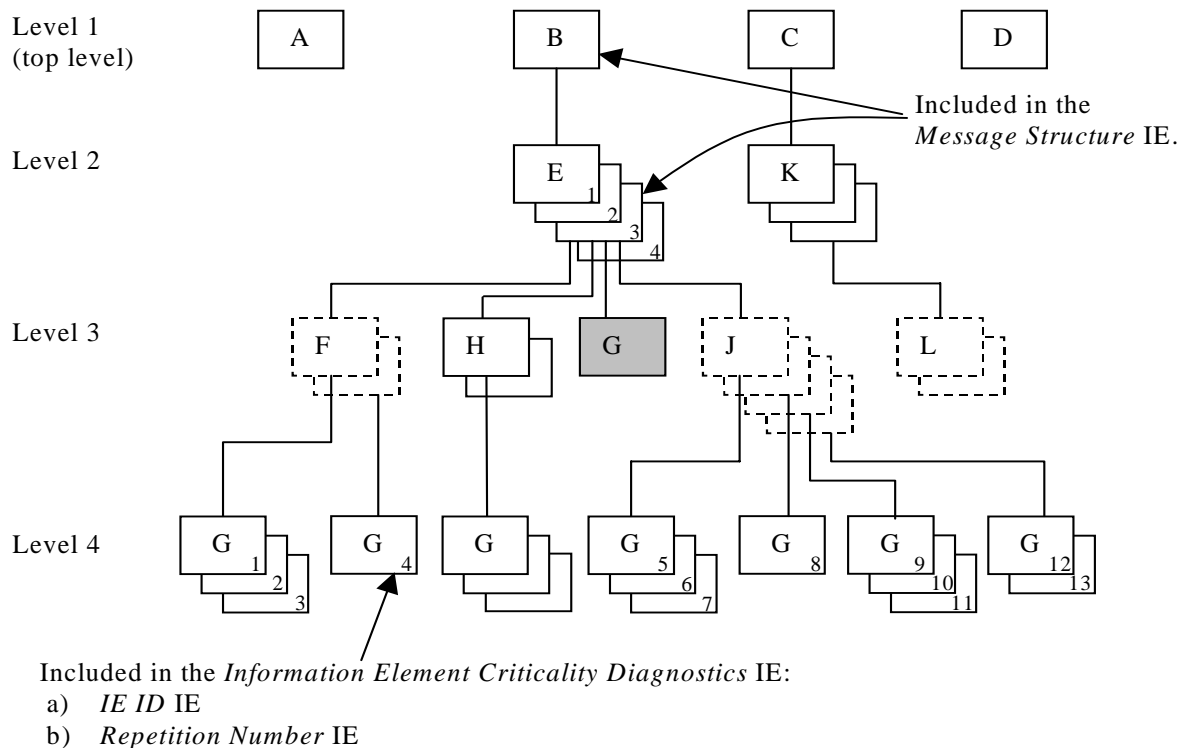 Level 1
(top level)
A
B
C
D
Included in the
Message Structure IE.
Level 2
E
1
2
3
4
K
Level 3
F
H
G
J
L
Level 4
G
1
2
3
G
4
G
G
5
6
7
G
8
G
9
10
11
G
12
13
Included in the Information Element Criticality Diagnostics IE:
a) IE ID IE
b) Repetition Number IE